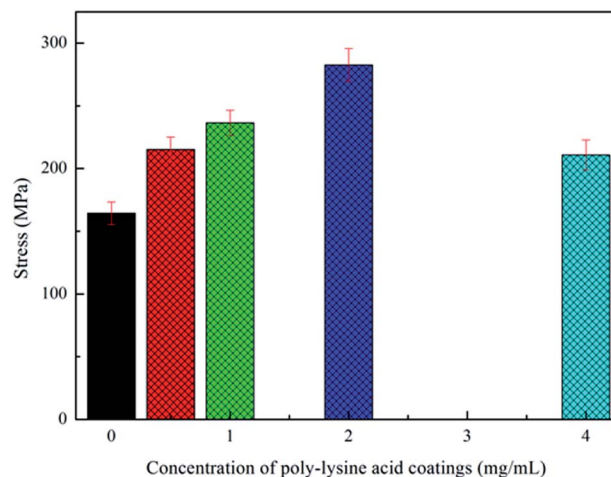 300
200
100
0
Stress (MPa)
0 1 2 3 4
Concentration of poly-lysine acid coatings (mg/mL)